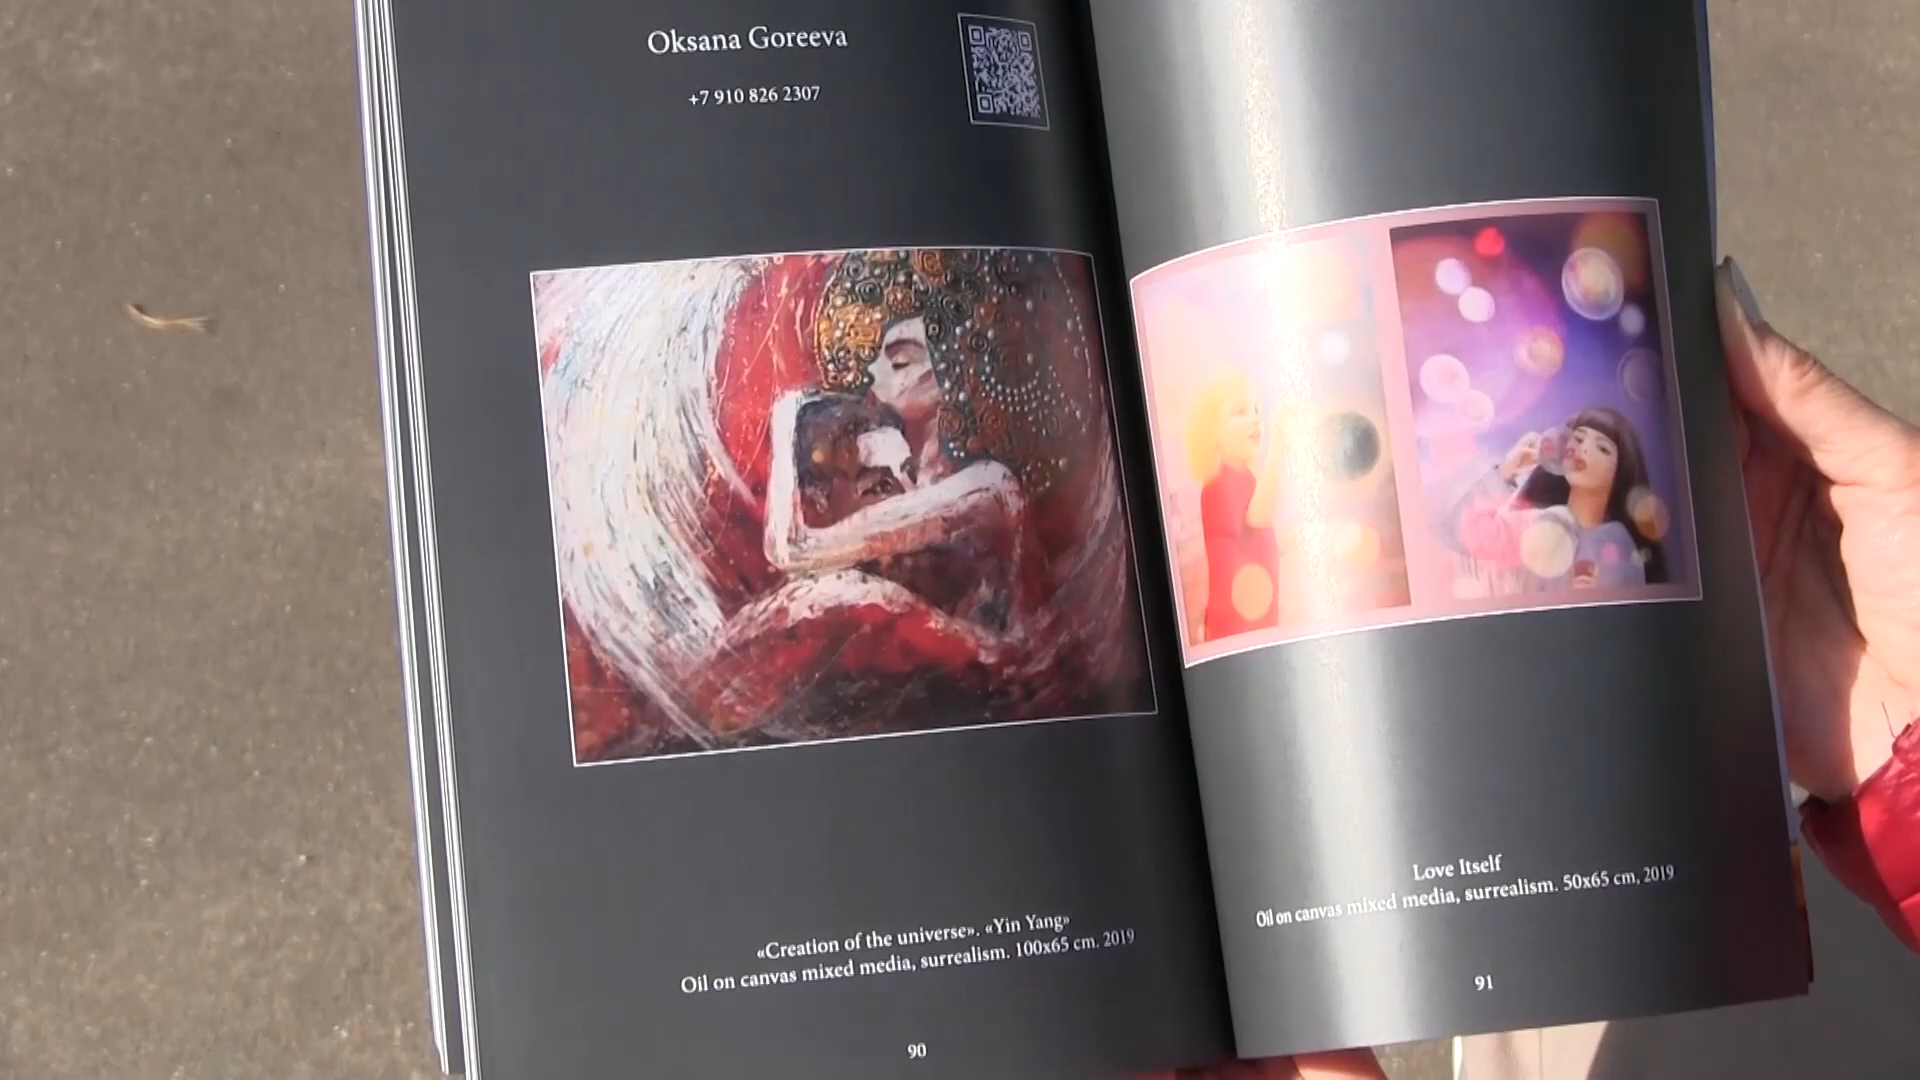 Oksana Goreeva
+7 910 826 2307
«Creation of the universe». «Yin Yang»
Oil on canvas mixed media, surrealism. 100x65 cm. 2019
90
Love Itself
Oil on canvas mixed media, surrealism. 50x65 cm, 2019
91